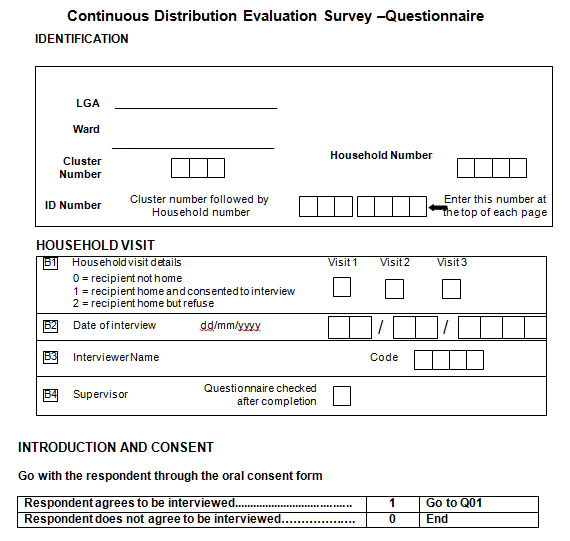 Continuous Distribution Evaluation Survey –Questionnaire
IDENTIFICATION
LGA
Ward
Cluster Number
Household Number
ID Number
Cluster number followed by Household number
Enter this number at the top of each page
HOUSEHOLD VISIT
B1 Household visit details Visit 1 Visit 2 Visit 3
0 = recipient not home
1 = recipient home and consented to interview
2 = recipient home but refuse
B2 Date of interview dd/mm/yyyy / /
B3 Interviewer Name Code
B4 Supervisor Questionnaire checked after completion
INTRODUCTION AND CONSENT
Go with the respondent through the oral consent form
Respondent agrees to be interviewed...................................... 1 Go to Q01
Respondent does not agree to be interviewed………………… 0 End